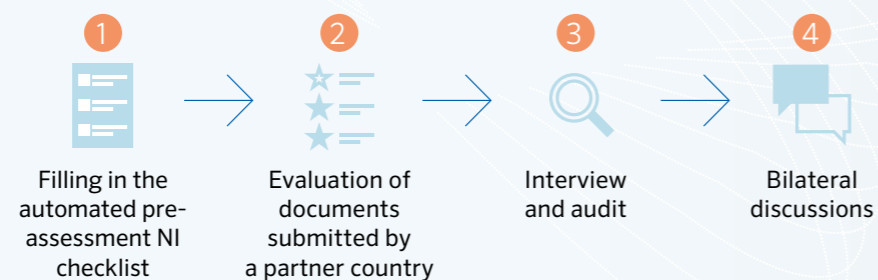 1
Filling in the
automated pre-
assessment NI
checklist
2
Evaluation of
documents
submitted by
a partner country
3
Interview
and audit
4
Bilateral
discussions